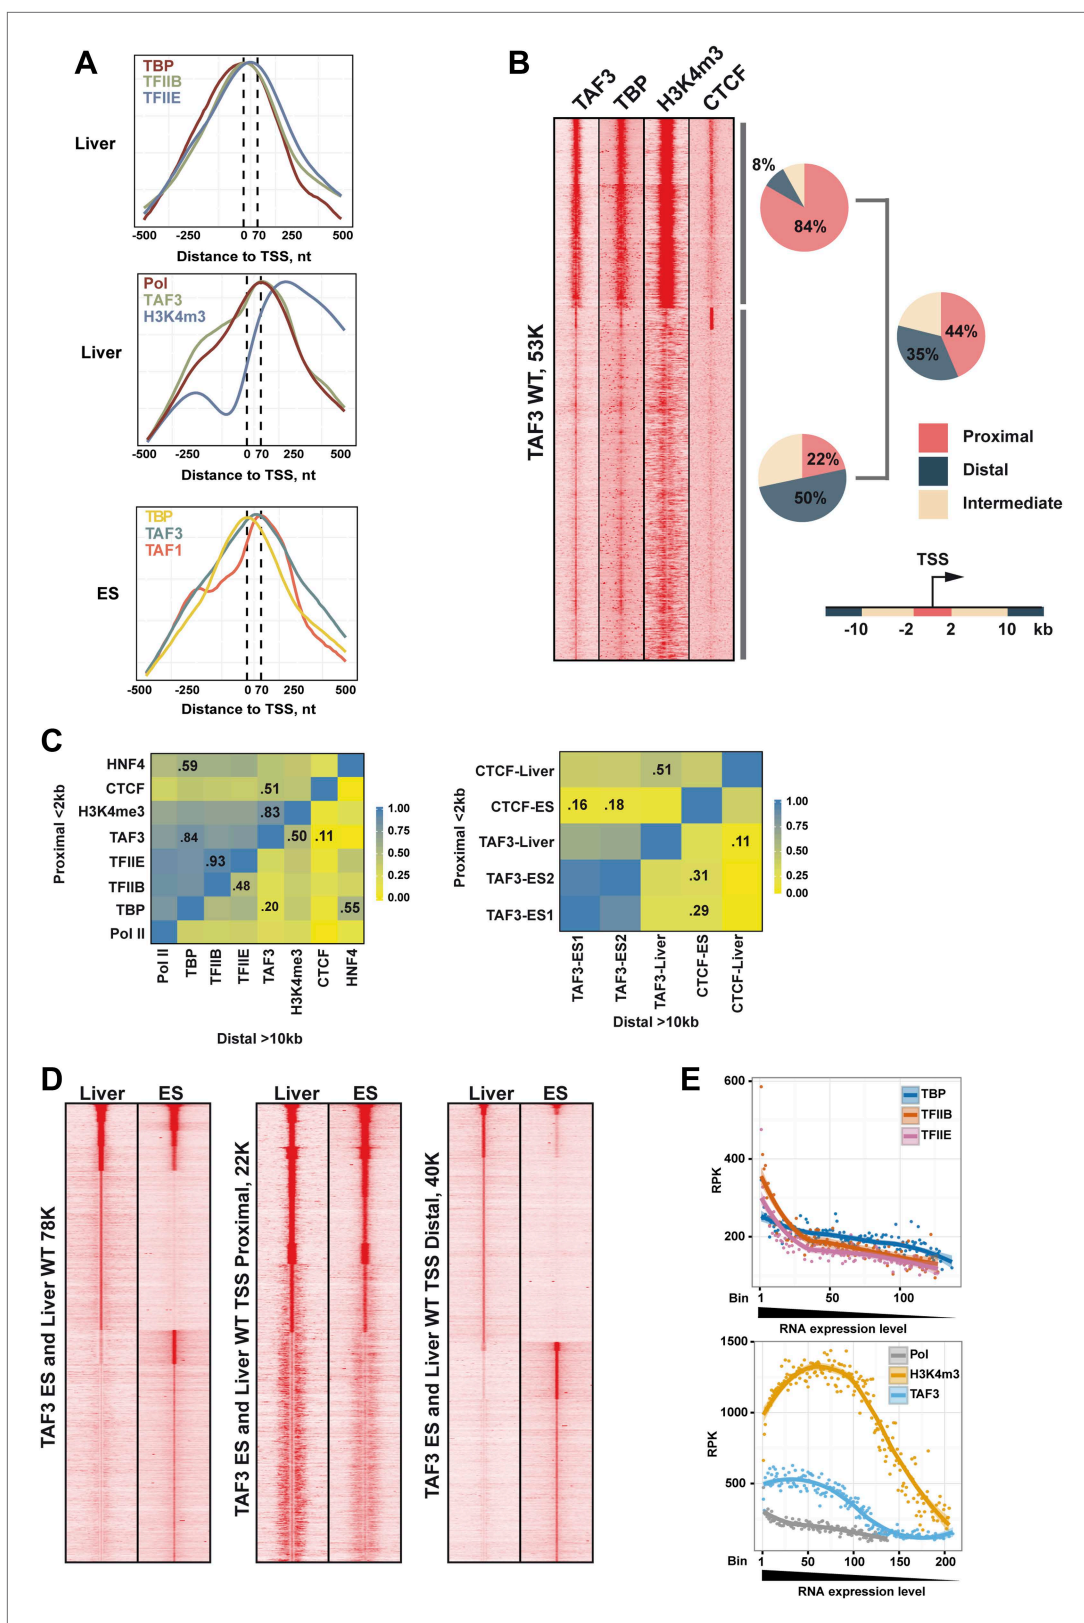 A
TBP
TFIIB
TFIIE
Liver
-500 -250 0 70 250 500
Distance to TSS, nt
Pol
TAF3
H3K4m3
Liver
-500 -250 0 70 250 500
Distance to TSS, nt
TBP
TAF3
TAF1
ES
-500 -250 0 70 250 500
Distance to TSS, nt
B
TAF3 TBP H3K4m3 CTCF
TAF3 WT, 53K
8%
84%
44%
35%
22%
50%
Proximal
Distal
Intermediate
TSS
-10 -2 2 10 kb
C
Proximal <2kb
HNF4 .59
CTCF .51
H3K4me3 .83
TAF3 .84 .50 .11
TFIIE .93
TFIIB .48
TBP .20 .55
Pol II
Pol II TBP TFIIB TFIIE TAF3 H3K4me3 CTCF HNF4
Distal >10kb
1.00
0.75
0.50
0.25
0.00
Proximal <2kb
CTCF-Liver .51
CTCF-ES .16 .18
TAF3-Liver .11
TAF3-ES2 .31
TAF3-ES1 .29
TAF3-ES1 TAF3-ES2 TAF3-Liver CTCF-ES CTCF-Liver
Distal >10kb
1.00
0.75
0.50
0.25
0.00
D
Liver ES
TAF3 ES and Liver WT 78K
Liver ES
TAF3 ES and Liver WT TSS Proximal, 22K
Liver ES
TAF3 ES and Liver WT TSS Distal, 40K
E
600
400
200
RPK
TBP
TFIIB
TFIIE
Bin 1 50 100
RNA expression level
1500
1000
500
RPK
Pol
H3K4m3
TAF3
Bin 1 50 100 150 200
RNA expression level